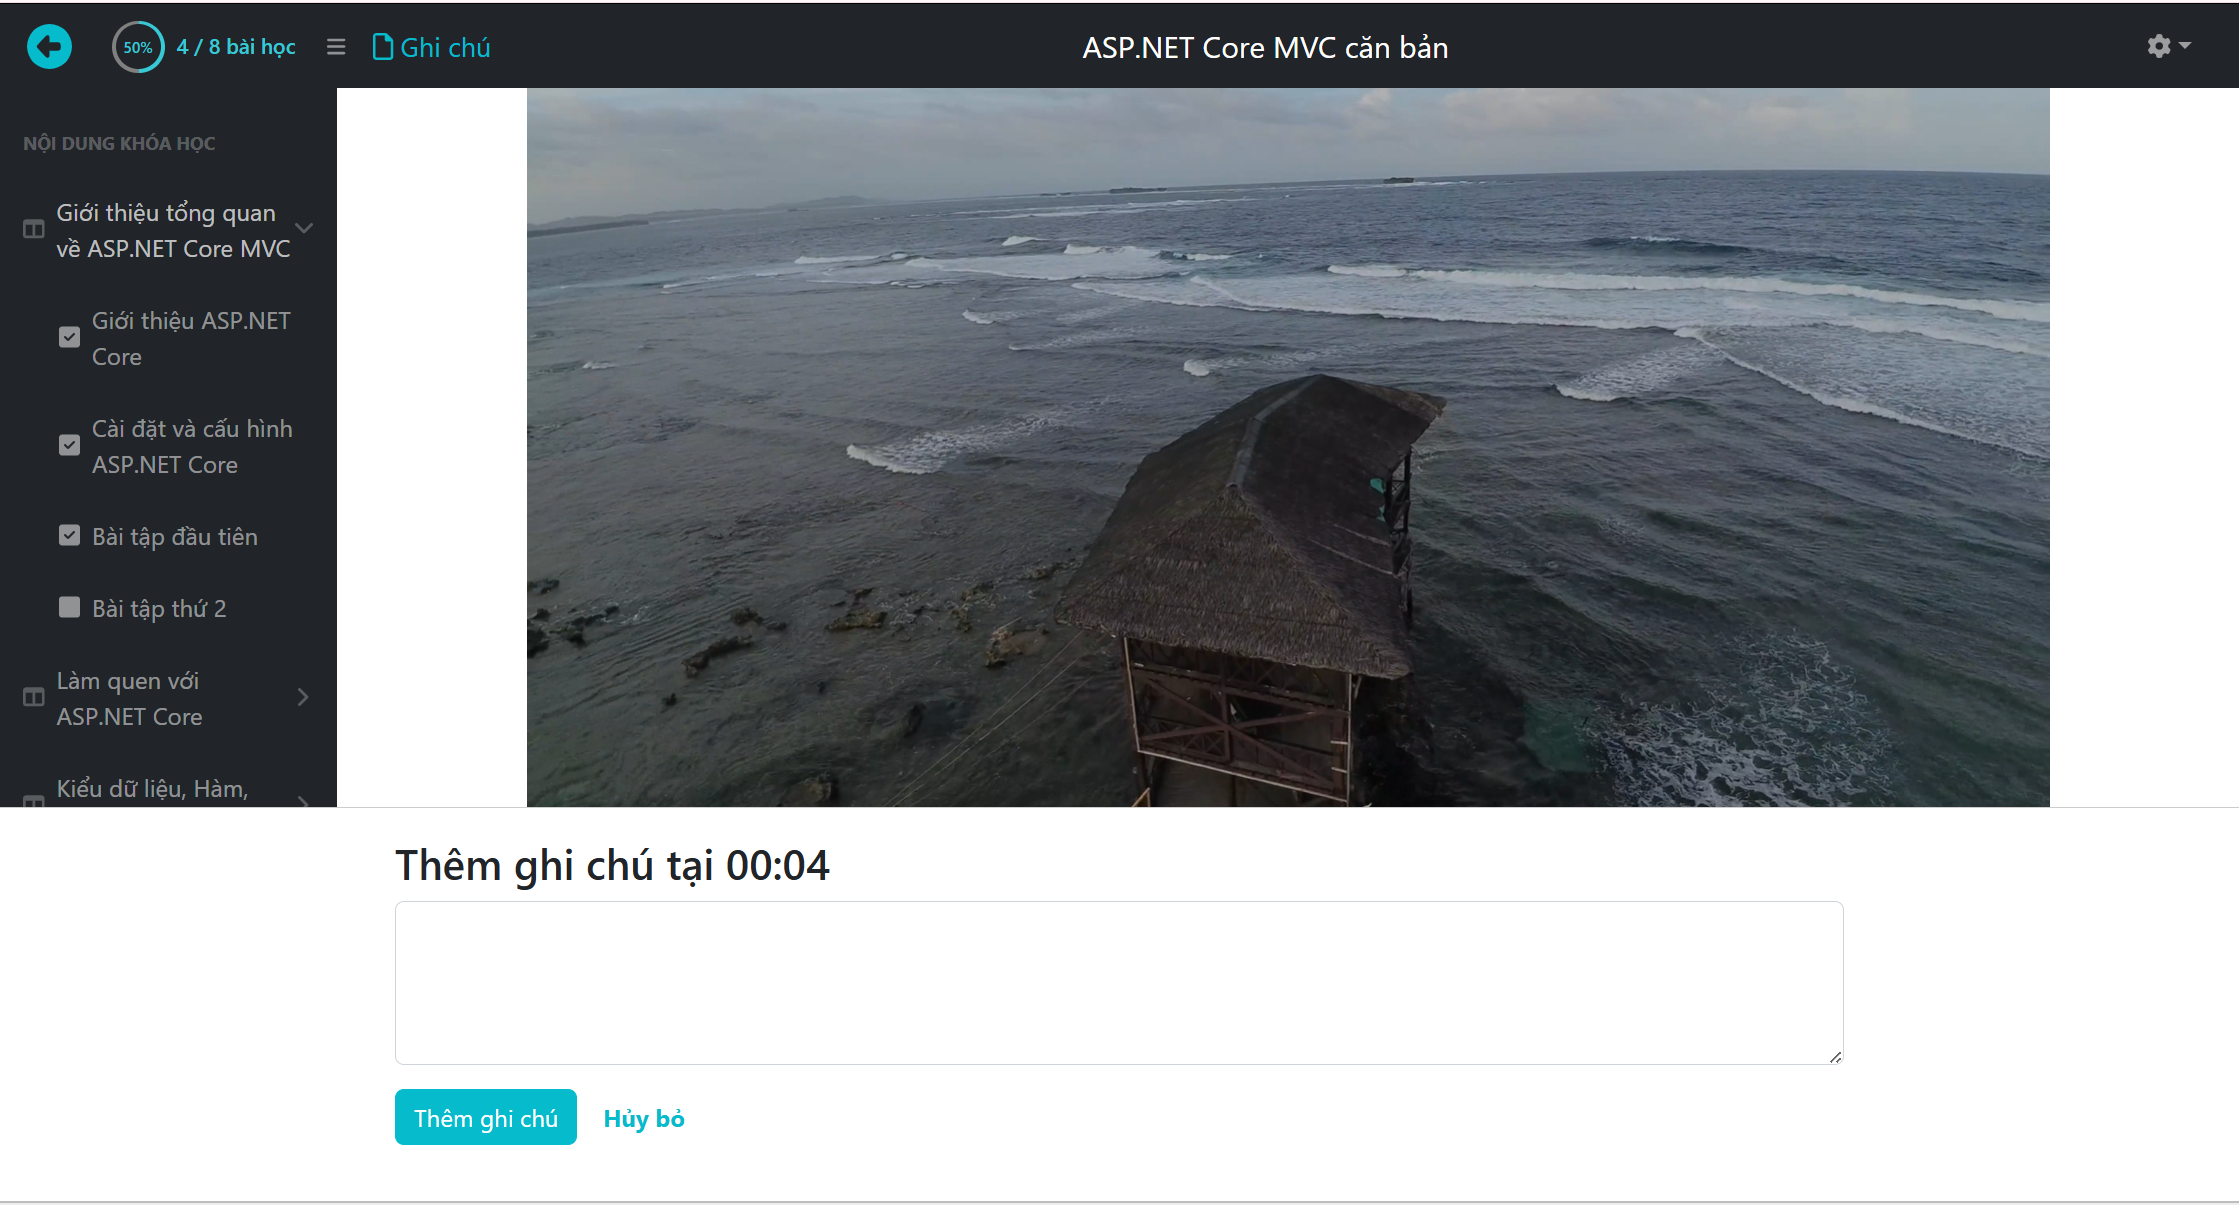 50%
4 / 8 bài học
Ghi chú
ASP.NET Core MVC căn bản
NỘI DUNG KHÓA HỌC
Giới thiệu tổng quan
về ASP.NET Core MVC
Giới thiệu ASP.NET
Core
Cài đặt và cấu hình
ASP.NET Core
Bài tập đầu tiên
Bài tập thứ 2
Làm quen với
ASP.NET Core
Kiểu dữ liệu, Hàm,
Thêm ghi chú tại 00:04
Thêm ghi chú
Hủy bỏ